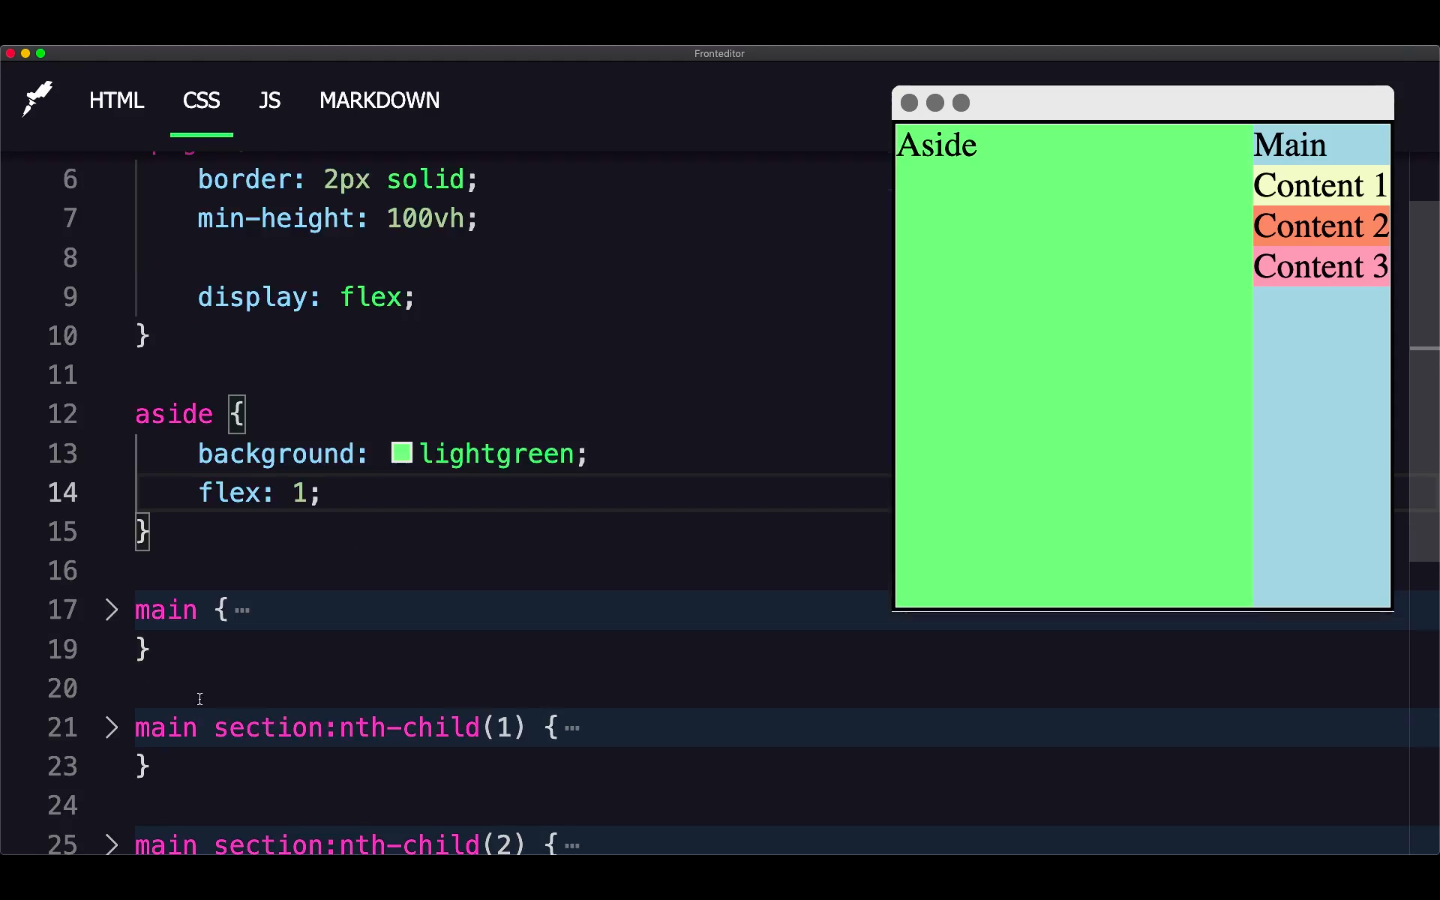 Fronteditor
HTML CSS JS MARKDOWN
6 border: 2px solid;
7 min-height: 100vh;
8
9 display: flex;
10 }
11
12 aside {
13 background: lightgreen;
14 flex: 1;
15 }
16
17 main {⋯
19 }
20
21 main section:nth-child(1) {⋯
23 }
24
25 main section:nth-child(2) {⋯
Aside
Main
Content 1
Content 2
Content 3